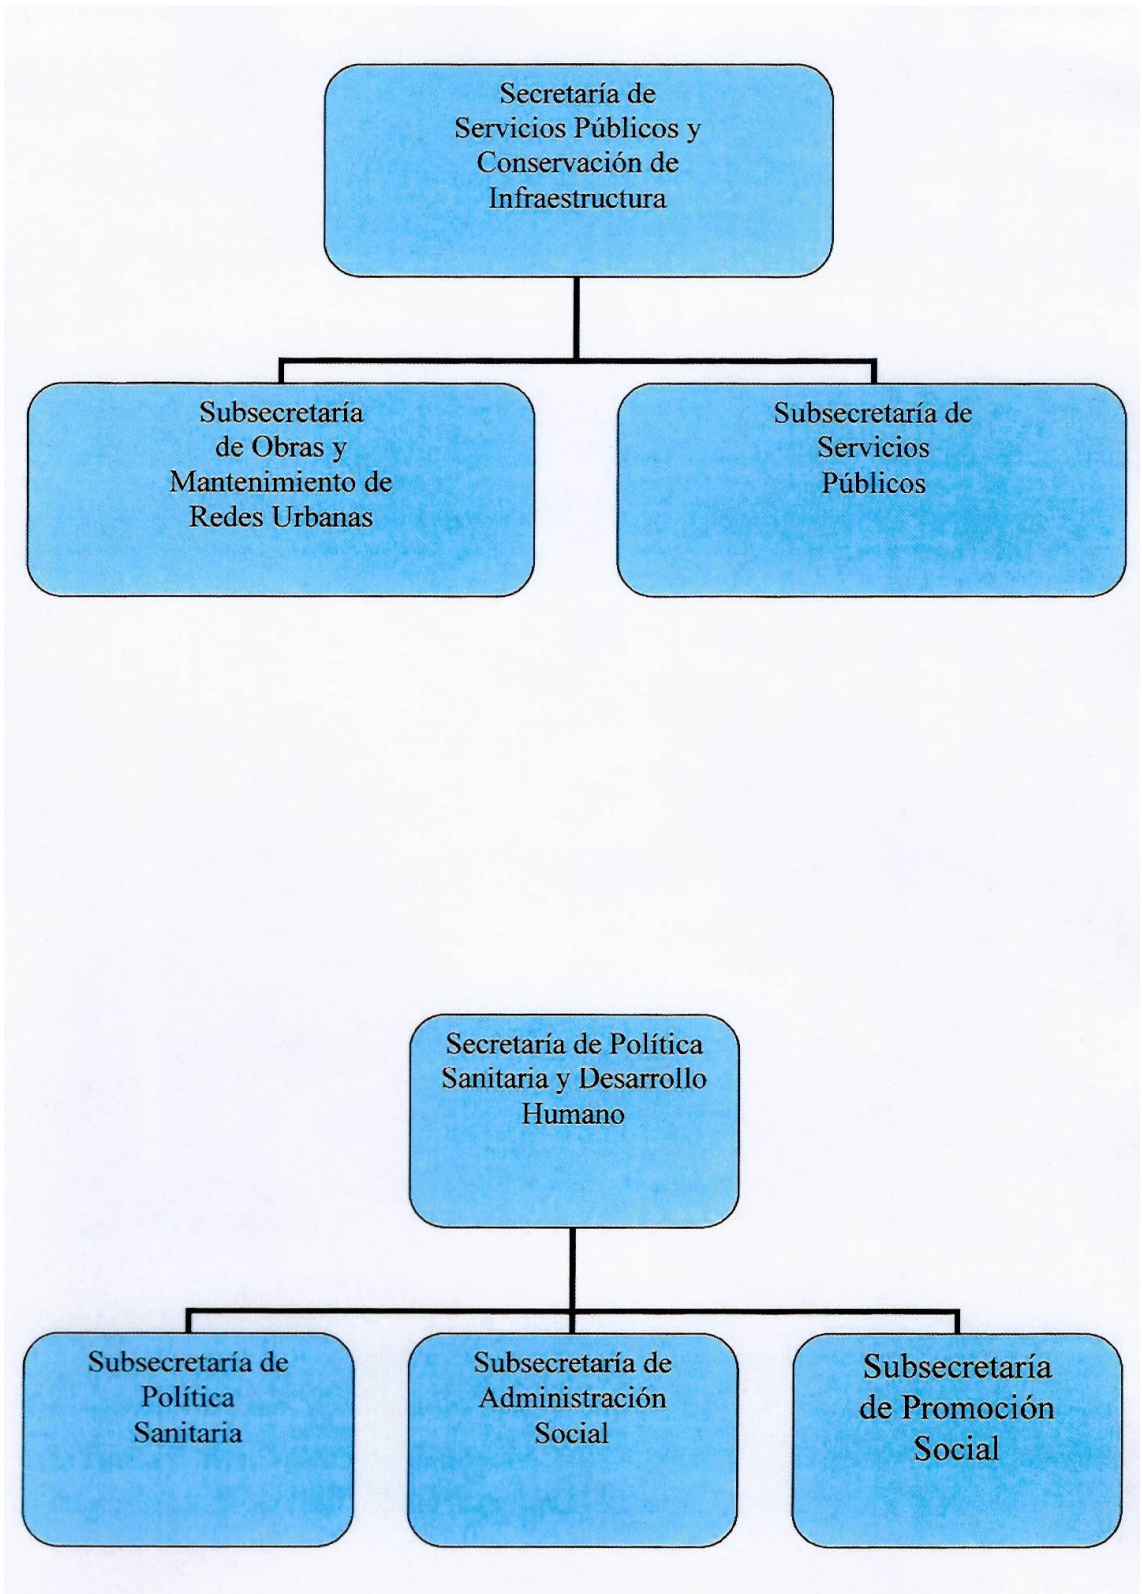 Secretaría de
Servicios Públicos y
Conservación de
Infraestructura
Subsecretaría
de Obras y
Mantenimiento de
Redes Urbanas
Subsecretaría de
Servicios
Públicos
Secretaría de Política
Sanitaria y Desarrollo
Humano
Subsecretaría de
Política
Sanitaria
Subsecretaría de
Administración
Social
Subsecretaría
de Promoción
Social